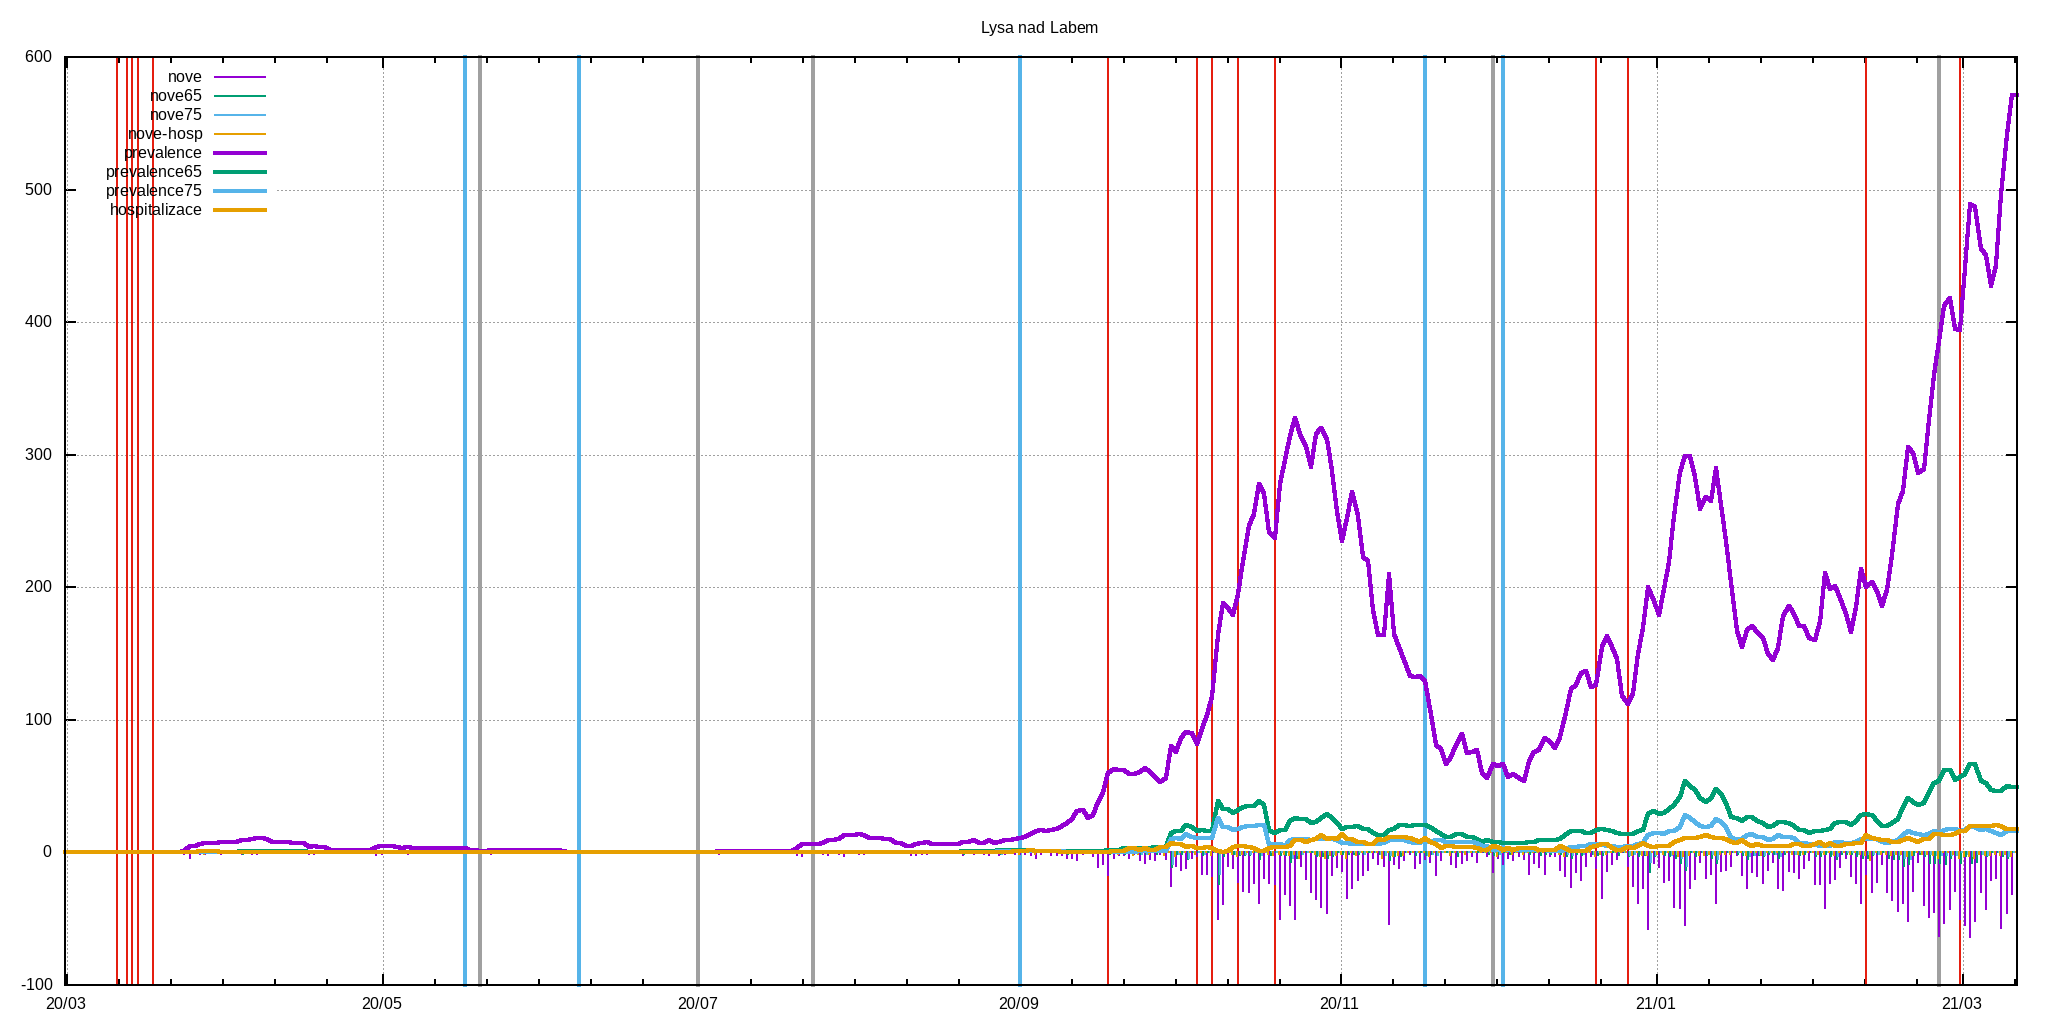 Lysa nad Labem
600
500
400
300
200
100
0
-100
nove
nove65
nove75
nove-hosp
prevalence
prevalence65
prevalence75
hospitalizace
20/03 20/05 20/07 20/09 20/11 21/01 21/03